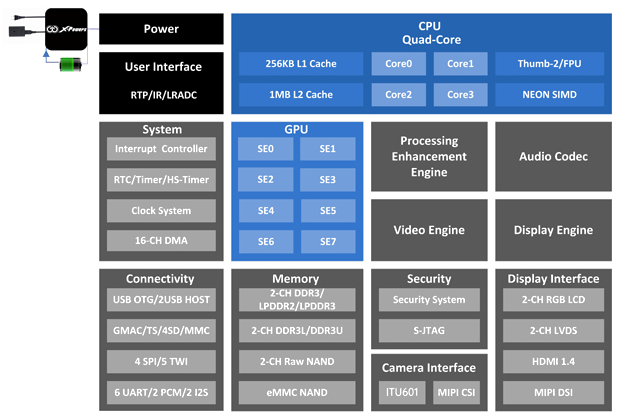 X-Powers
Power
User Interface
RTP/IR/LRADC
CPU
Quad-Core
256KB L1 Cache
Core0
Core1
Thumb-2/FPU
1MB L2 Cache
Core2
Core3
NEON SIMD
System
Interrupt Controller
RTC/Timer/HS-Timer
Clock System
16-CH DMA
GPU
SE0
SE1
SE2
SE3
SE4
SE5
SE6
SE7
Processing
Enhancement
Engine
Audio Codec
Video Engine
Display Engine
Connectivity
USB OTG/2USB HOST
GMAC/TS/4SD/MMC
4 SPI/5 TWI
6 UART/2 PCM/2 I2S
Memory
2-CH DDR3/
LPDDR2/LPDDR3
2-CH DDR3L/DDR3U
2-CH Raw NAND
eMMC NAND
Security
Security System
S-JTAG
Camera Interface
ITU601
MIPI CSI
Display Interface
2-CH RGB LCD
2-CH LVDS
HDMI 1.4
MIPI DSI